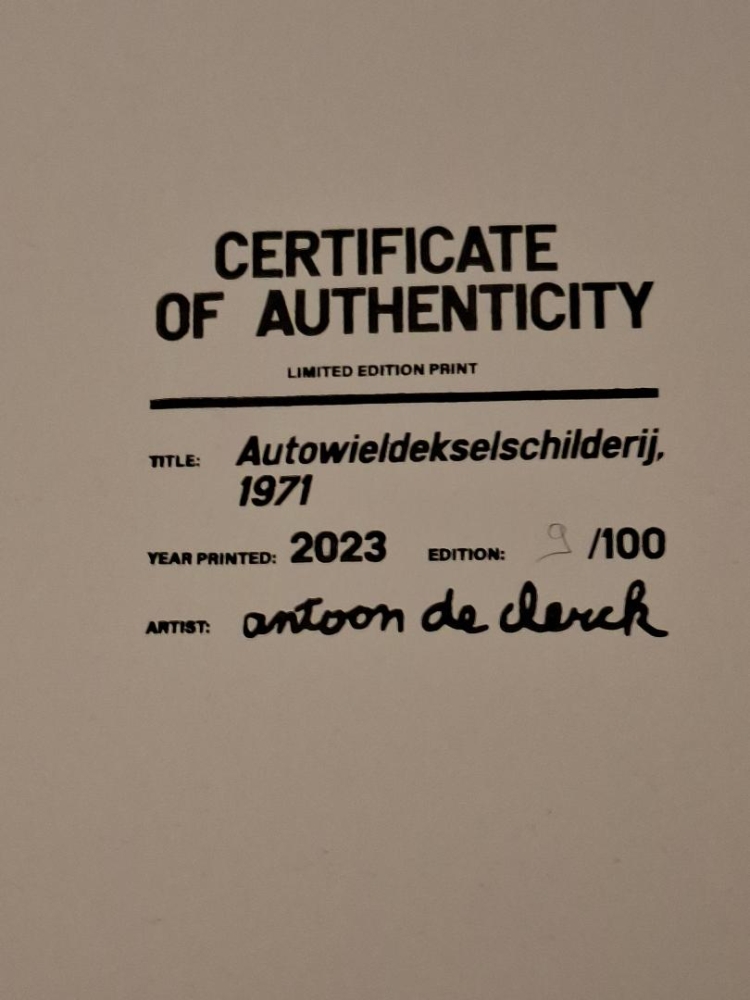 CERTIFICATE
OF AUTHENTICITY
LIMITED EDITION PRINT
TITLE: Autowieldekselschilderij,
1971
YEAR PRINTED: 2023 EDITION: 9 /100
ARTIST: antoon de clerck